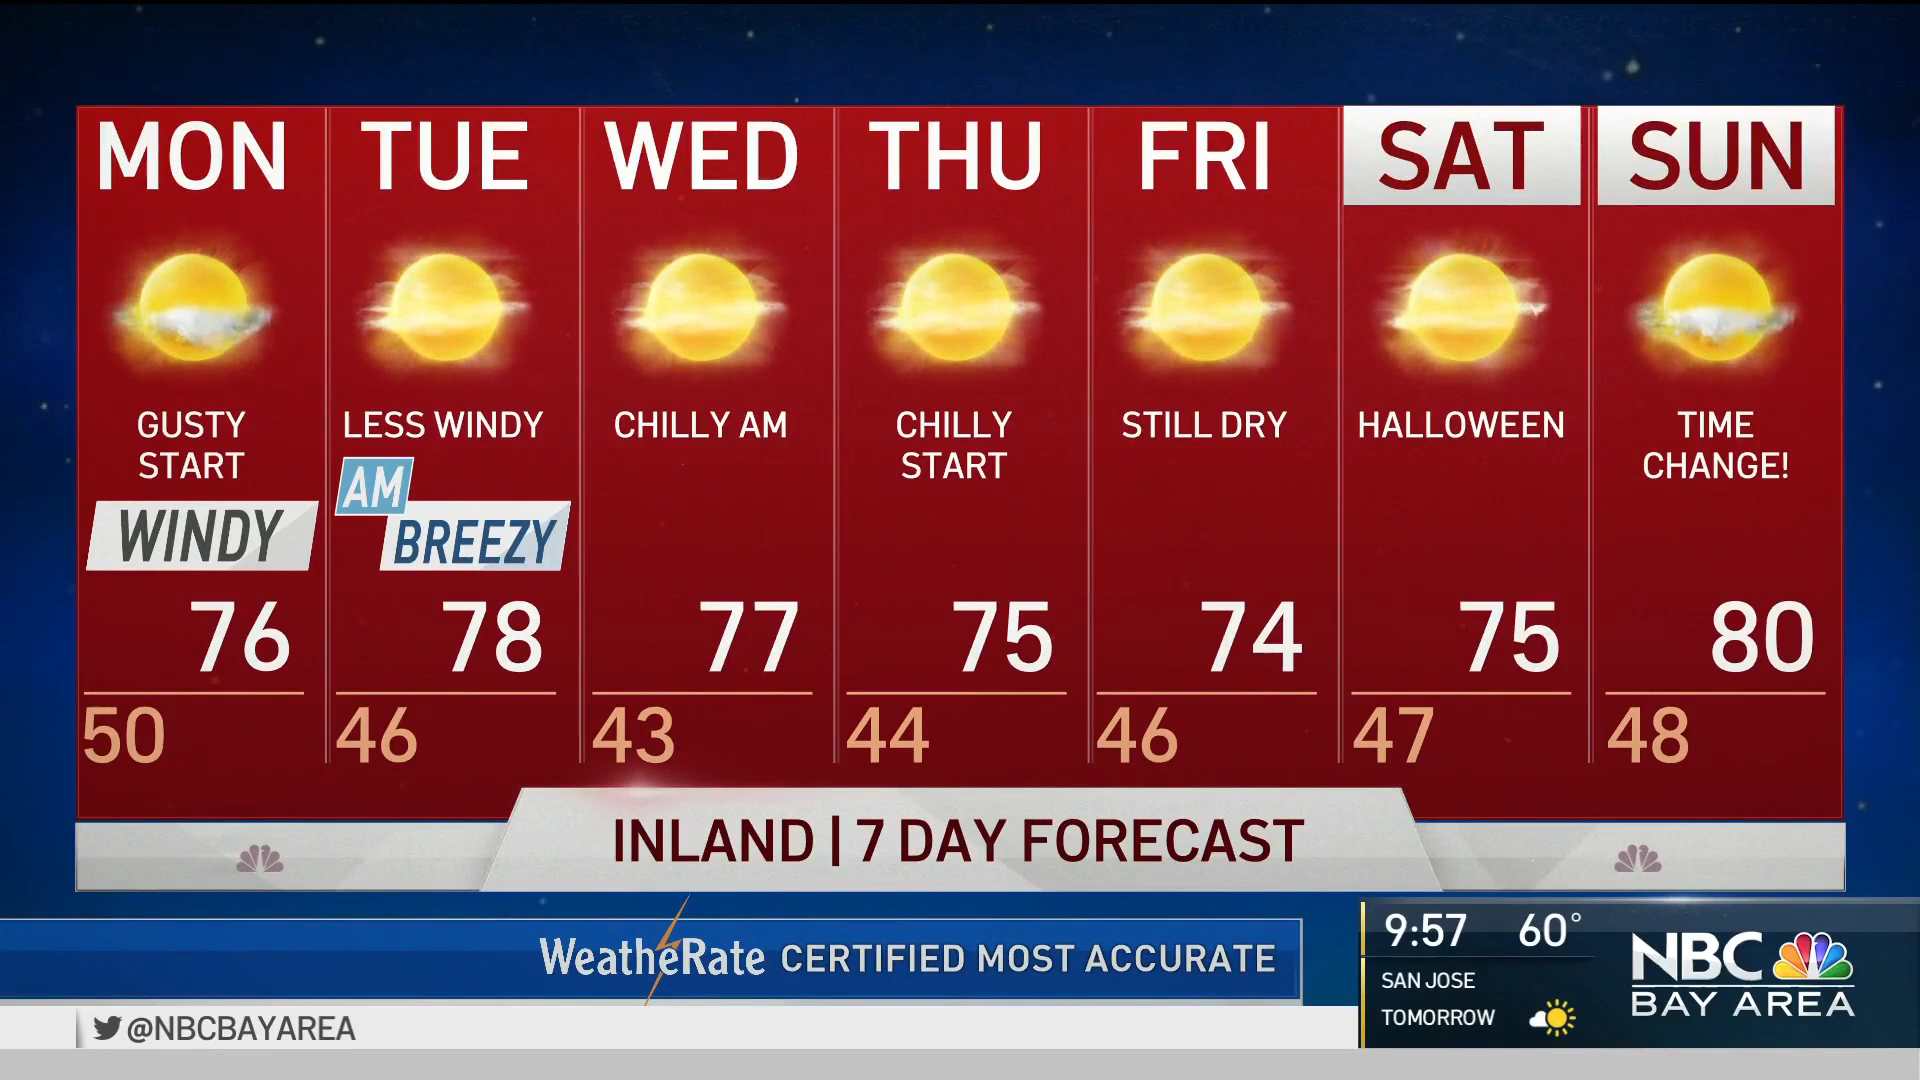 MON TUE WED THU FRI SAT SUN
GUSTY
START
WINDY
LESS WINDY
AM
BREEZY
CHILLY AM
CHILLY
START
STILL DRY
HALLOWEEN
TIME
CHANGE!
76 78 77 75 74 75 80
50 46 43 44 46 47 48
INLAND | 7 DAY FORECAST
WeatheRate CERTIFIED MOST ACCURATE
@NBCBAYAREA
9:57 60°
SAN JOSE
TOMORROW
NBC
BAY AREA